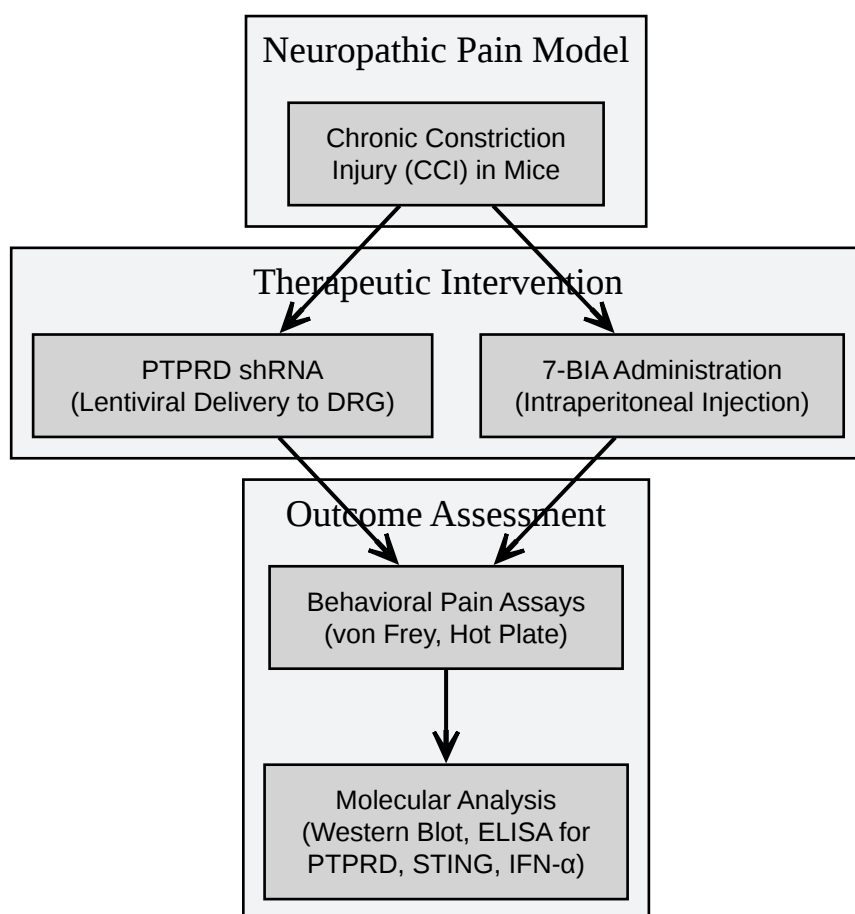 Neuropathic Pain Model
Chronic Constriction
Injury (CCI) in Mice
Therapeutic Intervention
PTPRD shRNA
(Lentiviral Delivery to DRG)
7-BIA Administration
(Intraperitoneal Injection)
Outcome Assessment
Behavioral Pain Assays
(von Frey, Hot Plate)
Molecular Analysis
(Western Blot, ELISA for
PTPRD, STING, IFN-α)